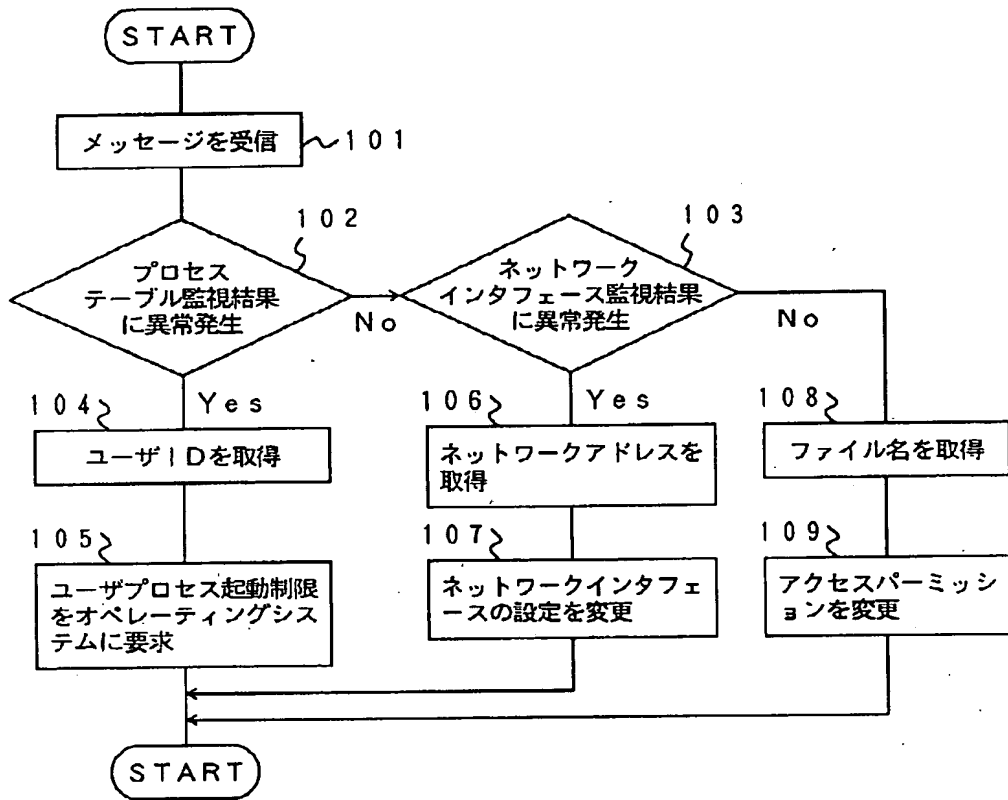 START
メッセージを受信
101
102
103
プロセス
テーブル監視結果
に異常発生
No
ネットワーク
インタフェース監視結果
に異常発生
No
104
Yes
ユーザIDを取得
106
Yes
ネットワークアドレスを
取得
108
ファイル名を取得
105
ユーザプロセス起動制限
をオペレーティングシス
テムに要求
107
ネットワークインタフェ
ースの設定を変更
109
アクセスパーミッシ
ョンを変更
START